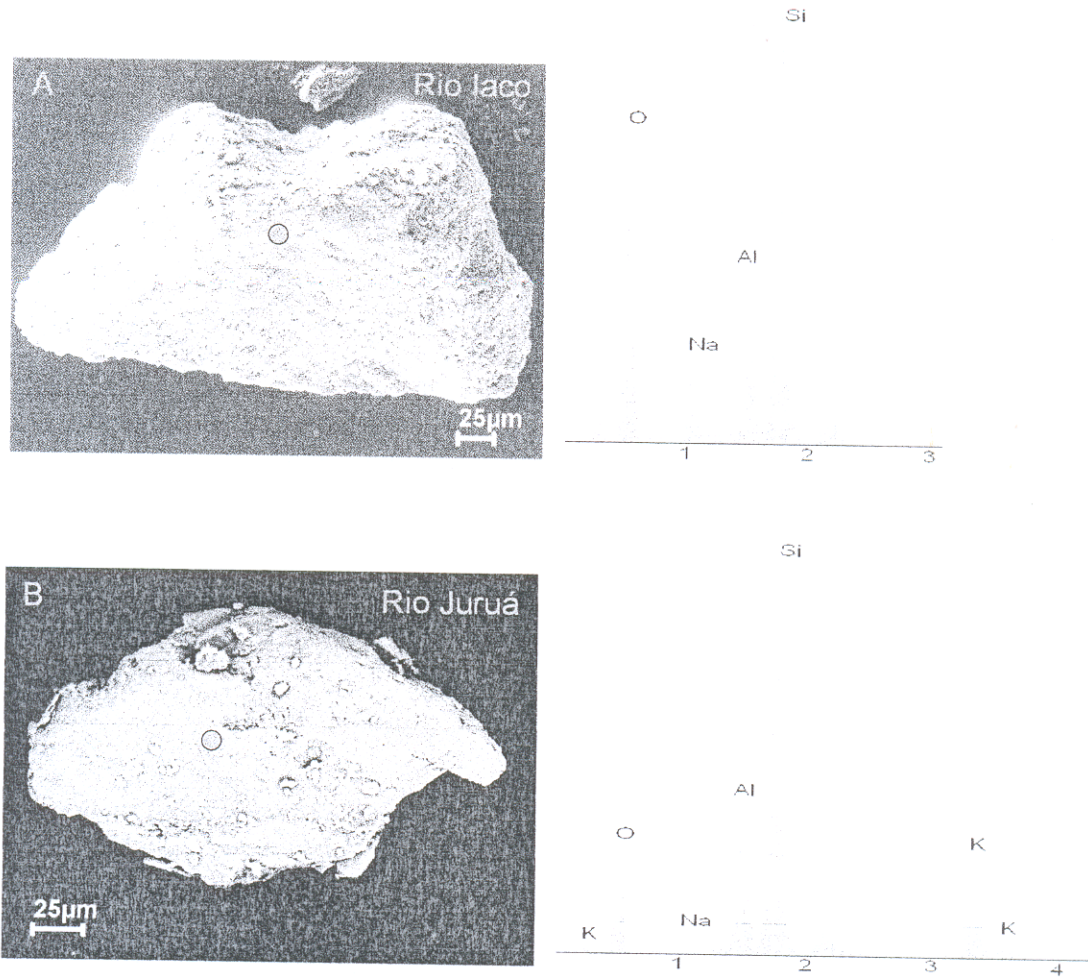 Si
A Rio Iaco
O
Al
Na
25µm
1 2 3
Si
B Rio Juruá
Al
O
K
Na
K
K
25µm
1 2 3 4